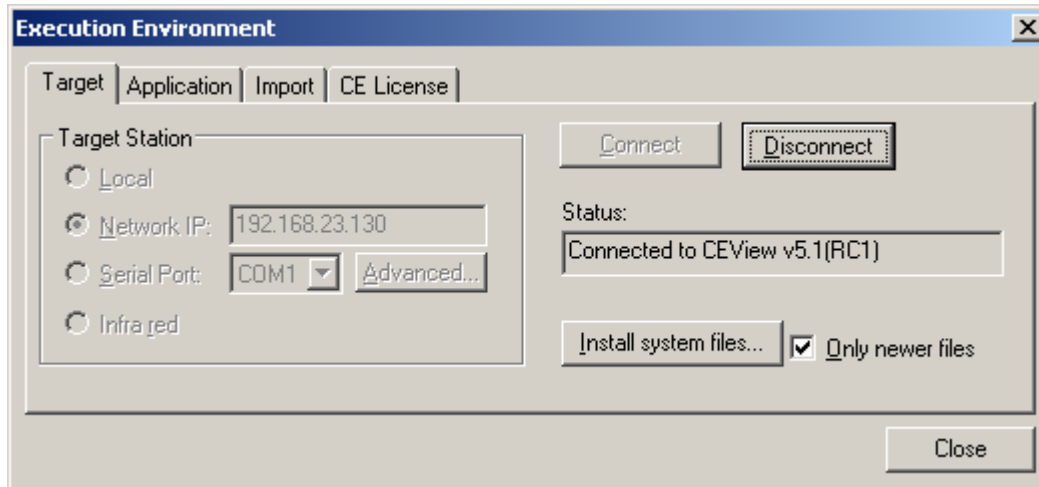 Execution Environment
Target Application Import CE License
Target Station
Local
Network IP: 192.168.23.130
Serial Port: COM1 Advanced...
Infra red
Connect Disconnect
Status:
Connected to CEView v5.1(RC1)
Install system files... Only newer files
Close